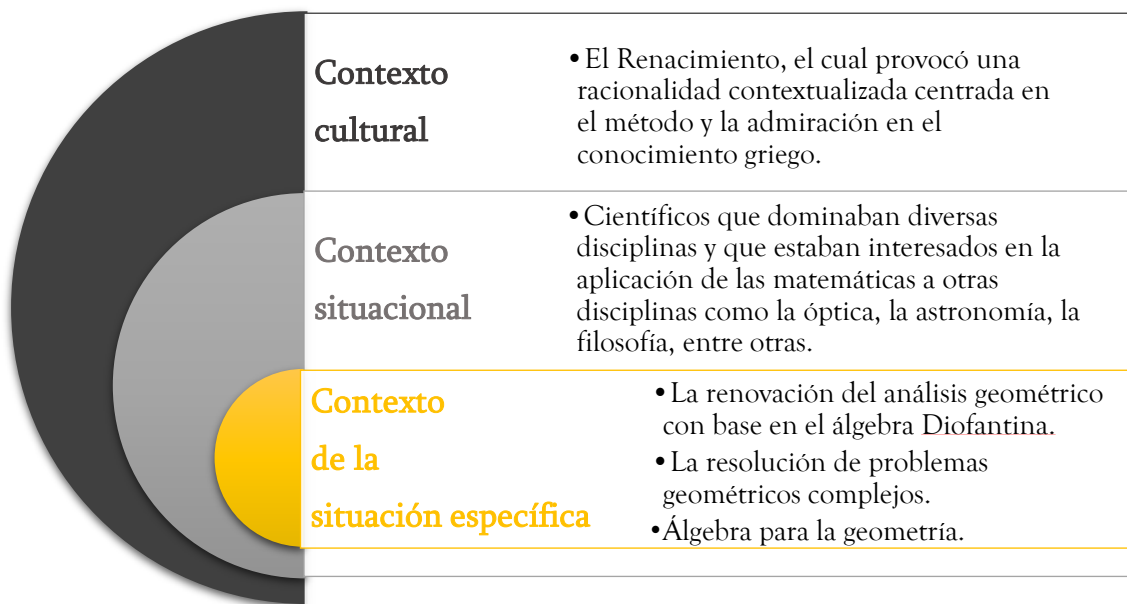 Contexto
cultural
• El Renacimiento, el cual provocó una
racionalidad contextualizada centrada en
el método y la admiración en el
conocimiento griego.
Contexto
situacional
• Científicos que dominaban diversas
disciplinas y que estaban interesados en la
aplicación de las matemáticas a otras
disciplinas como la óptica, la astronomía, la
filosofía, entre otras.
Contexto
de la
situación específica
• La renovación del análisis geométrico
con base en el álgebra Diofantina.
• La resolución de problemas
geométricos complejos.
• Álgebra para la geometría.